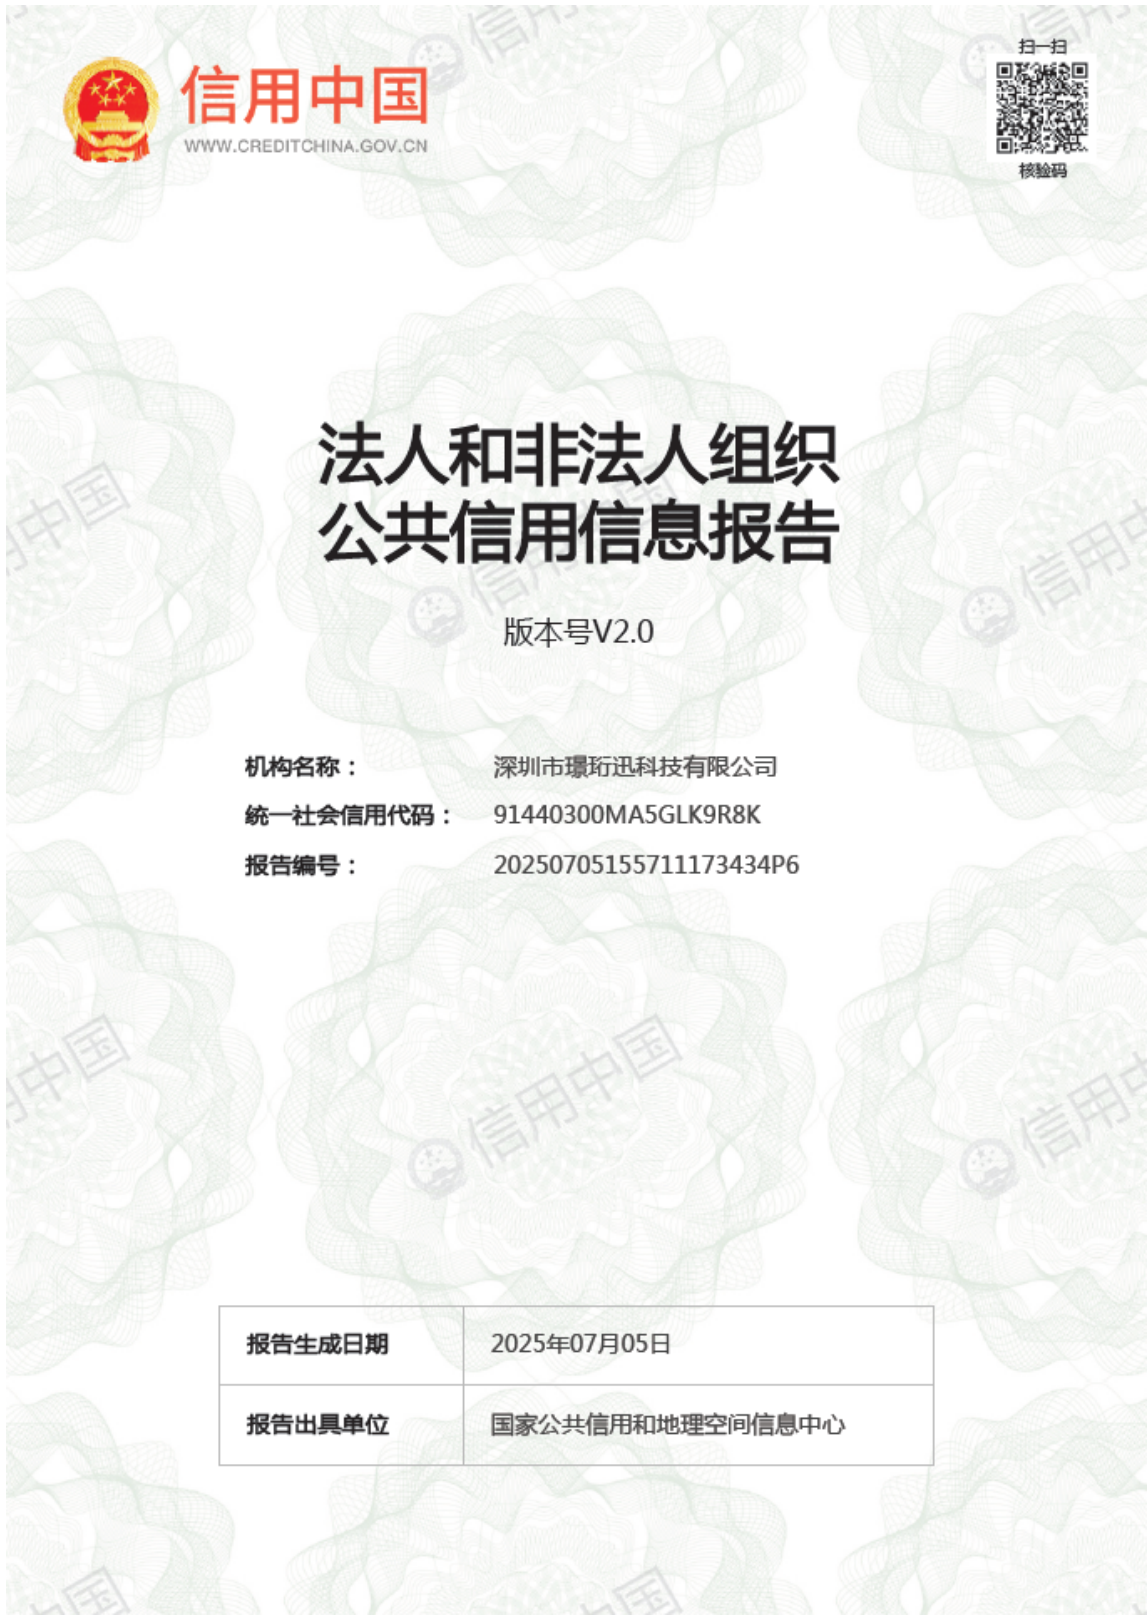 扫一扫
信用中国
WWW.CREDITCHINA.GOV.CN
核验码
法人和非法人组织
公共信用信息报告
版本号V2.0
机构名称：
深圳市璟珩迅科技有限公司
统一社会信用代码：
91440300MA5GLK9R8K
报告编号：
20250705155711173434P6
报告生成日期
2025年07月05日
报告出具单位
国家公共信用和地理空间信息中心
信用中国